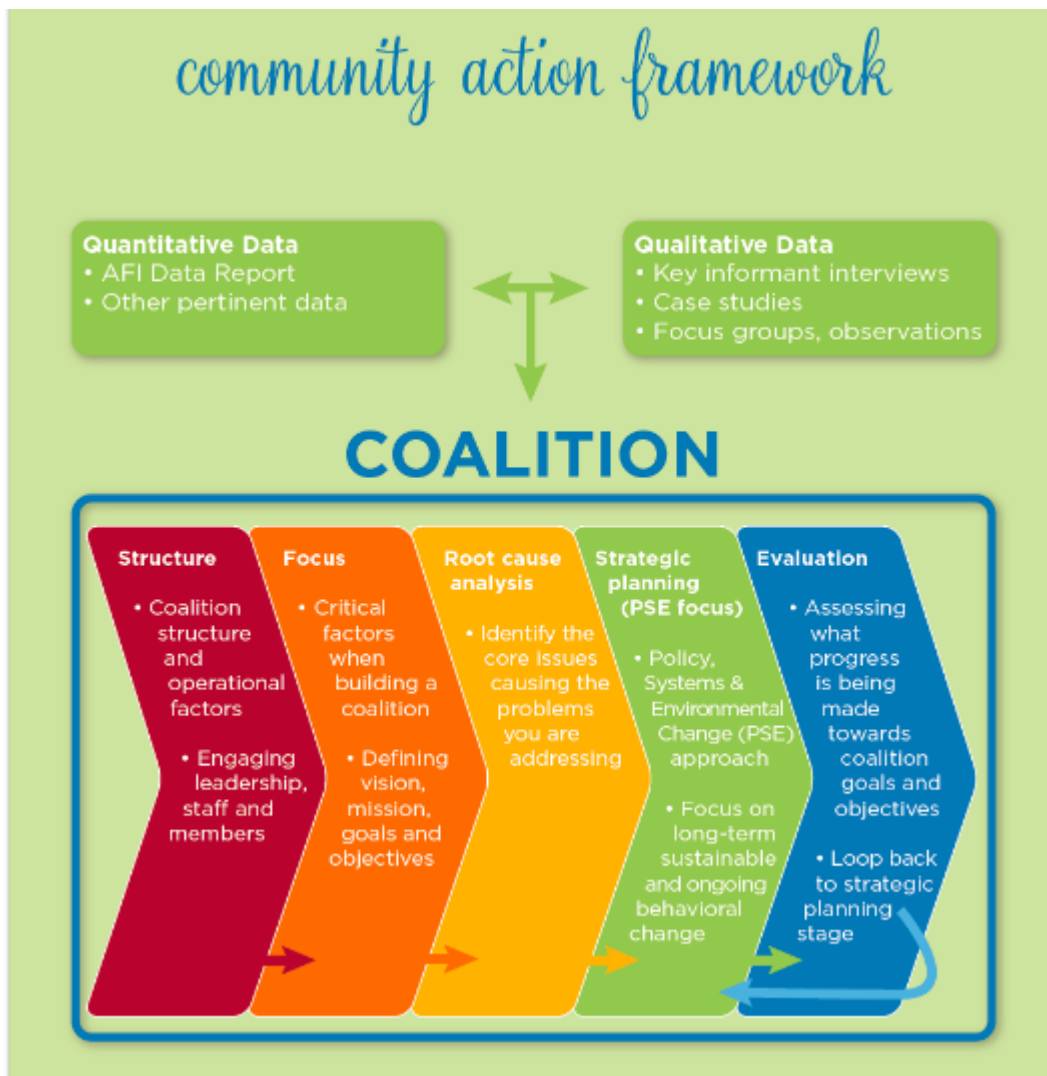 community action framework
Quantitative Data
• AFI Data Report
• Other pertinent data
Qualitative Data
• Key informant interviews
• Case studies
• Focus groups, observations
COALITION
Structure
• Coalition
structure
and
operational
factors
• Engaging
leadership,
staff and
members
Focus
• Critical
factors
when
building a
coalition
• Defining
vision,
mission,
goals and
objectives
Root cause
analysis
• Identify the
core issues
causing the
problems
you are
addressing
Strategic
planning
(PSE focus)
• Policy,
Systems &
Environmental
Change (PSE)
approach
• Focus on
long-term
sustainable
and ongoing
behavioral
change
Evaluation
• Assessing
what
progress
is being
made
towards
coalition
goals and
objectives
• Loop back
to strategic
planning
stage